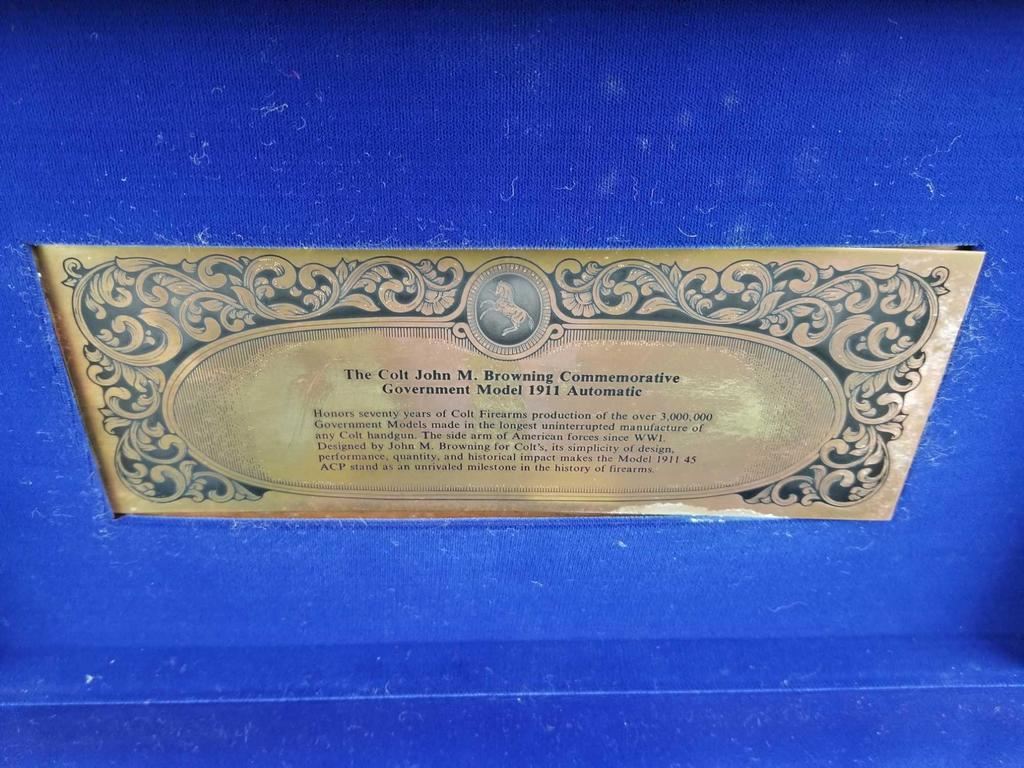 The Colt John M. Browning Commemorative
Government Model 1911 Automatic
Honors seventy years of Colt Firearms production of the over 3,000,000
Government Models made in the longest uninterrupted manufacture of
any Colt handgun. The side arm of American forces since WWI.
Designed by John M. Browning for Colt's, its simplicity of design,
performance, quantity, and historical impact makes the Model 1911 45
ACP stand as an unrivaled milestone in the history of firearms.